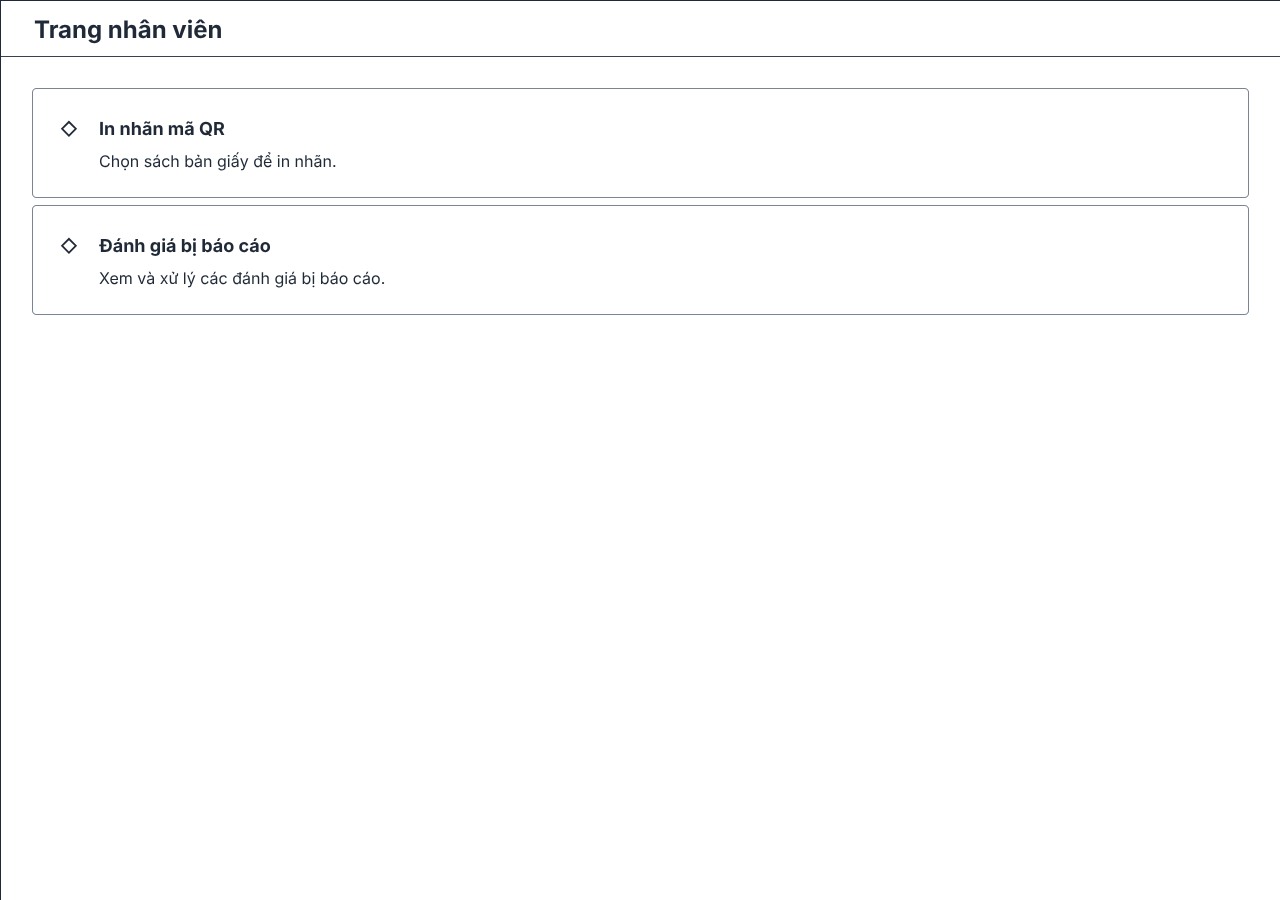 Trang nhân viên
In nhãn mã QR
Chọn sách bản giấy để in nhãn.
Đánh giá bị báo cáo
Xem và xử lý các đánh giá bị báo cáo.